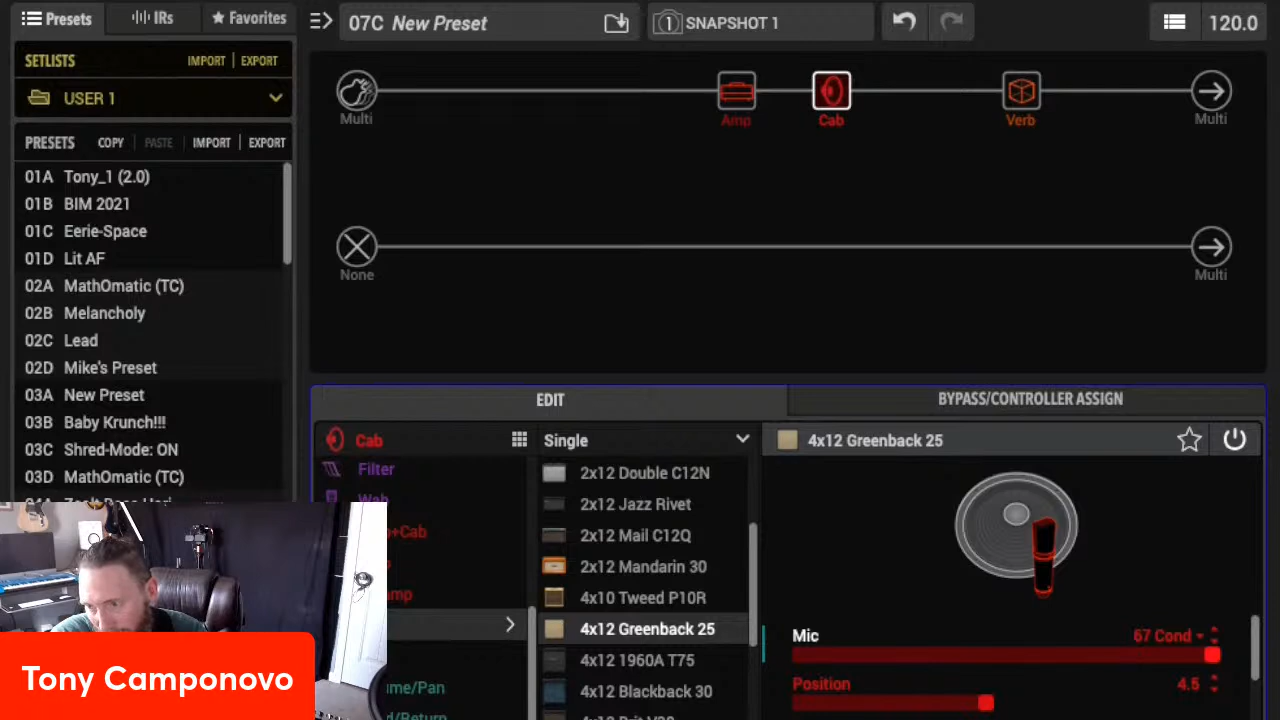 Presets
IRs
Favorites
07C New Preset
1 SNAPSHOT 1
120.0
SETLISTS IMPORT EXPORT
USER 1
PRESETS COPY PASTE IMPORT EXPORT
01A Tony_1 (2.0)
01B BIM 2021
01C Eerie-Space
01D Lit AF
02A MathOmatic (TC)
02B Melancholy
02C Lead
02D Mike's Preset
03A New Preset
03B Baby Krunch!!!
03C Shred-Mode: ON
03D MathOmatic (TC)
Multi
Amp
Cab
Verb
Multi
None
Multi
EDIT
BYPASS/CONTROLLER ASSIGN
Cab
Filter
Wah
Single
2x12 Double C12N
2x12 Jazz Rivet
2x12 Mail C12Q
2x12 Mandarin 30
4x10 Tweed P10R
4x12 Greenback 25
4x12 1960A T75
4x12 Blackback 30
4x12 Greenback 25
Mic 67 Cond
Position 4.5
Tony Camponovo